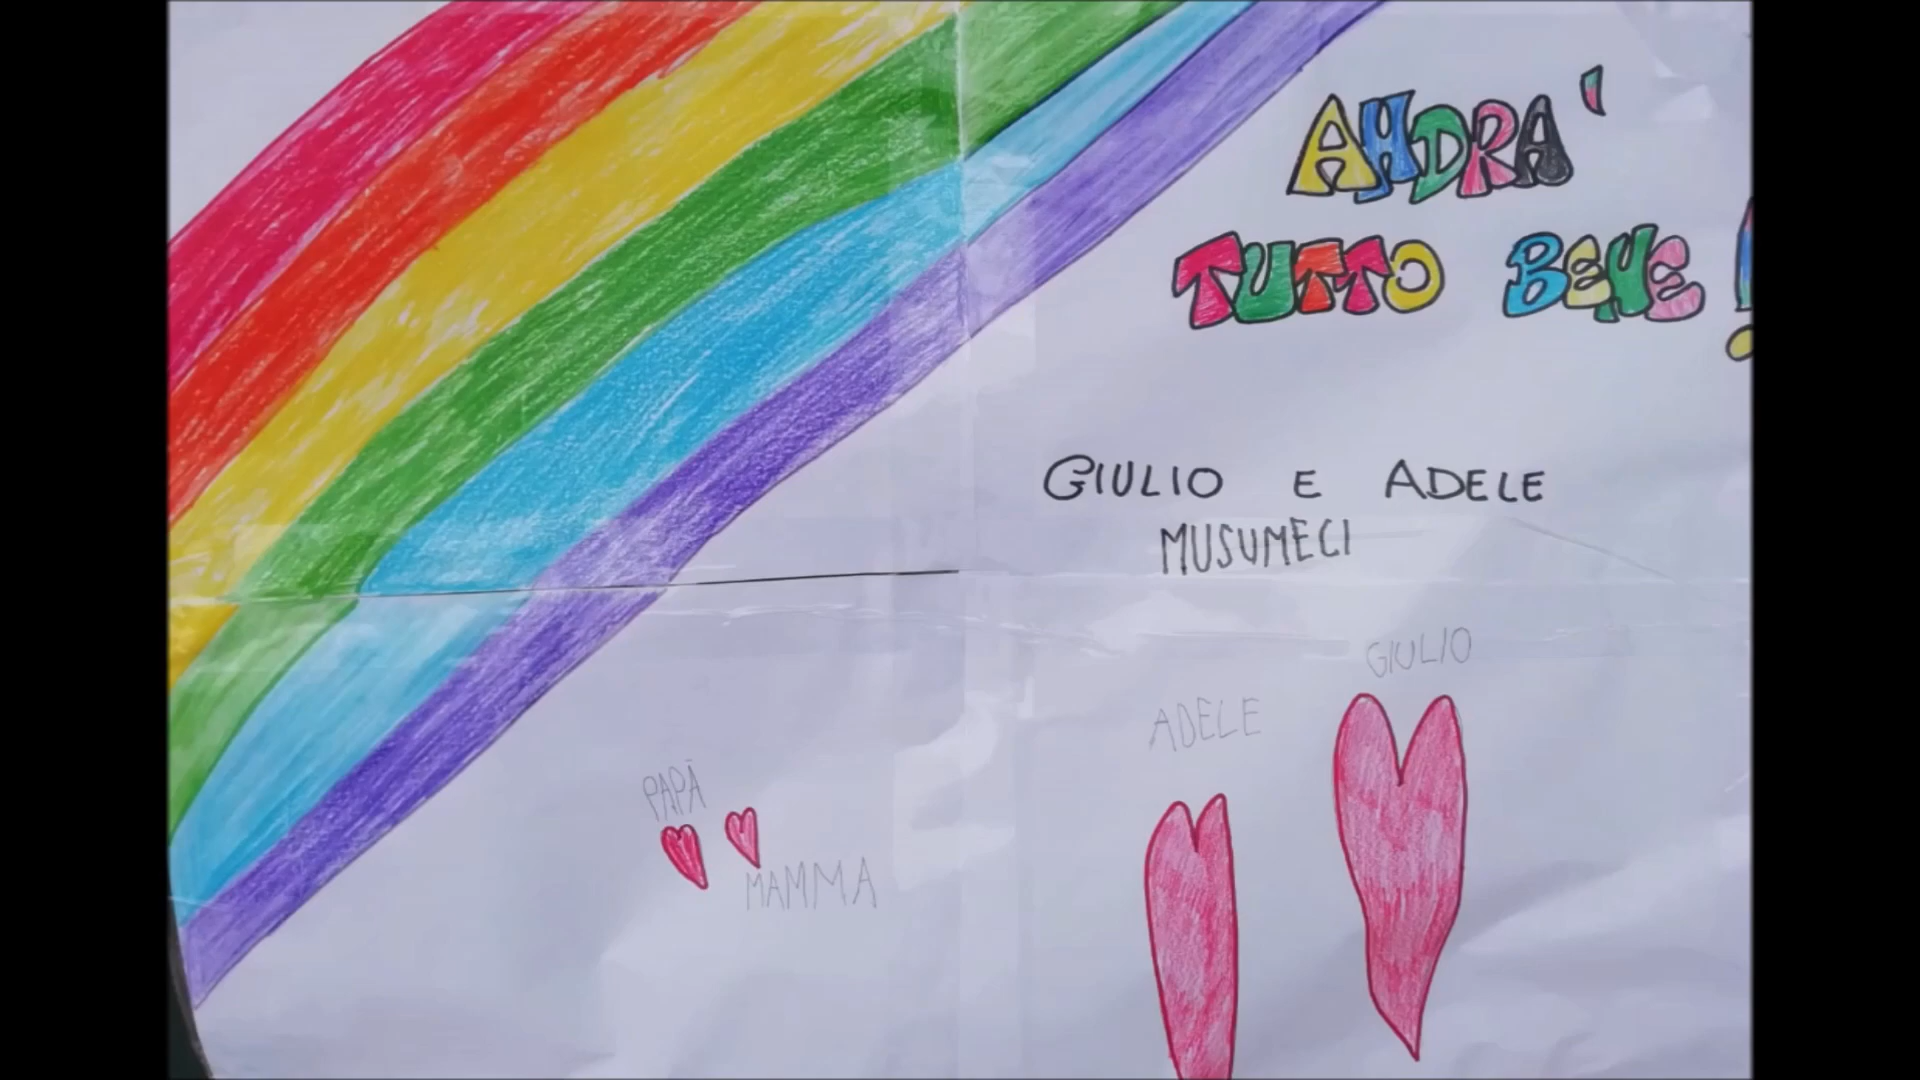 ANDRA'
TUTTO BENE!
GIULIO E ADELE
MUSUMECI
GIULIO
ADELE
PAPÀ
MAMMA